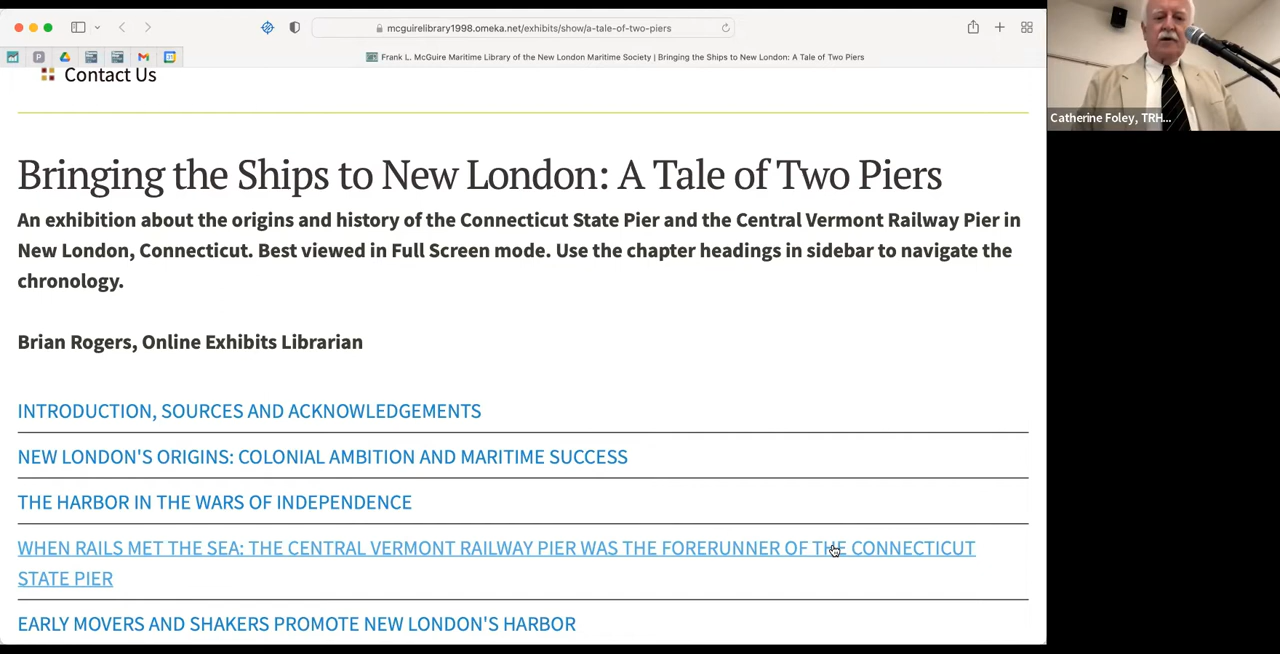 mcguirelibrary1998.omeka.net/exhibits/show/a-tale-of-two-piers
Frank L. McGuire Maritime Library of the New London Maritime Society | Bringing the Ships to New London: A Tale of Two Piers
Contact Us
Catherine Foley, TRH...
Bringing the Ships to New London: A Tale of Two Piers
An exhibition about the origins and history of the Connecticut State Pier and the Central Vermont Railway Pier in
New London, Connecticut. Best viewed in Full Screen mode. Use the chapter headings in sidebar to navigate the
chronology.
Brian Rogers, Online Exhibits Librarian
INTRODUCTION, SOURCES AND ACKNOWLEDGEMENTS
NEW LONDON'S ORIGINS: COLONIAL AMBITION AND MARITIME SUCCESS
THE HARBOR IN THE WARS OF INDEPENDENCE
WHEN RAILS MET THE SEA: THE CENTRAL VERMONT RAILWAY PIER WAS THE FORERUNNER OF THE CONNECTICUT
STATE PIER
EARLY MOVERS AND SHAKERS PROMOTE NEW LONDON'S HARBOR